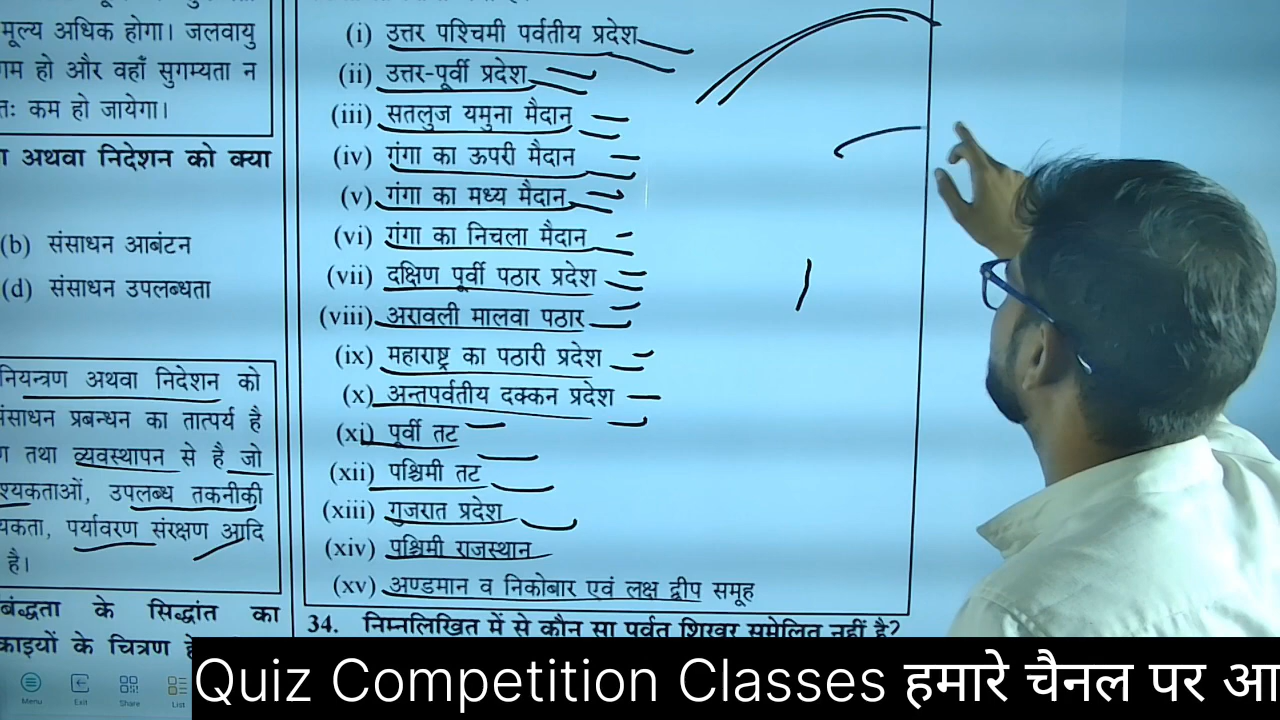 मूल्य अधिक होगा। जलवायु
गम हो और वहाँ सुगम्यता न
तः कम हो जायेगा।
ा अथवा निदेशन को क्या
(b) संसाधन आबंटन
(d) संसाधन उपलब्धता
नियन्त्रण अथवा निदेशन को
संसाधन प्रबन्धन का तात्पर्य है
ग तथा व्यवस्थापन से है जो
श्यकताओं, उपलब्ध तकनीकी
यकता, पर्यावरण संरक्षण आदि
है।
बंद्धता के सिद्धांत का
काइयों के चित्रण
(i) उत्तर पश्चिमी पर्वतीय प्रदेश
(ii) उत्तर-पूर्वी प्रदेश
(iii) सतलुज यमुना मैदान
(iv) गंगा का ऊपरी मैदान
(v) गंगा का मध्य मैदान
(vi) गंगा का निचला मैदान
(vii) दक्षिण पूर्वी पठार प्रदेश
(viii) अरावली मालवा पठार
(ix) महाराष्ट्र का पठारी प्रदेश
(x) अन्तपर्वतीय दक्कन प्रदेश
(xi) पूर्वी तट
(xii) पश्चिमी तट
(xiii) गुजरात प्रदेश
(xiv) पश्चिमी राजस्थान
(xv) अण्डमान व निकोबार एवं लक्ष द्वीप समूह
34. निम्नलिखित में से कौन सा पर्वत शिखर सुमेलित नहीं है?
Menu Exit Share List
Quiz Competition Classes हमारे चैनल पर आ